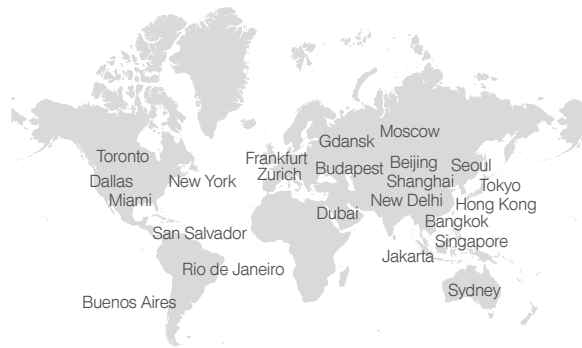 Moscow
Gdansk
Toronto
Frankfurt
Budapest
Beijing
Seoul
Zurich
Dallas
New York
Shanghai
Tokyo
Miami
New Delhi
Hong Kong
Dubai
Bangkok
San Salvador
Singapore
Jakarta
Rio de Janeiro
Sydney
Buenos Aires